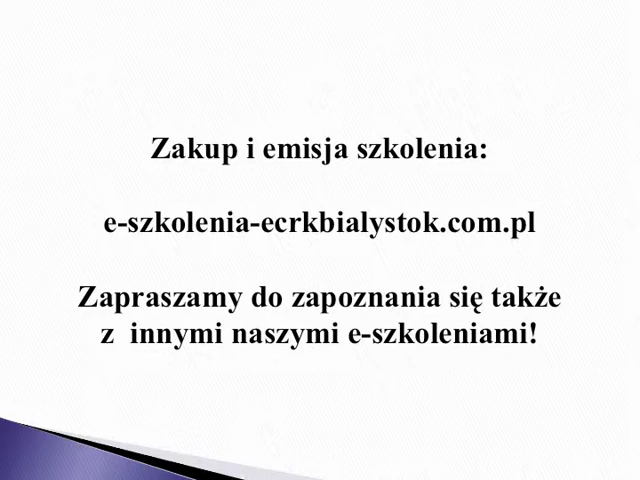 Zakup i emisja szkolenia:
e-szkolenia-ecrkbialystok.com.pl
Zapraszamy do zapoznania się także
z innymi naszymi e-szkoleniami!